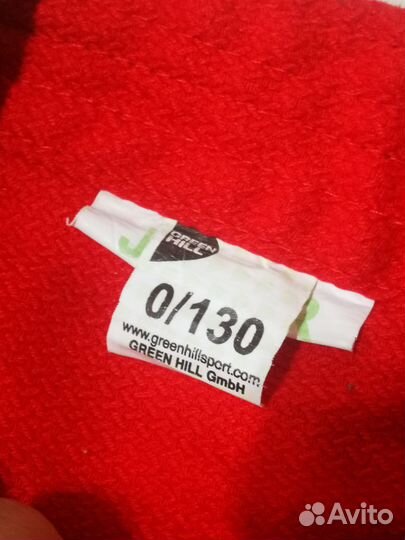 GREEN
HILL
0/130
www.greenhillsport.com
GREEN HILL GmbH
Avito